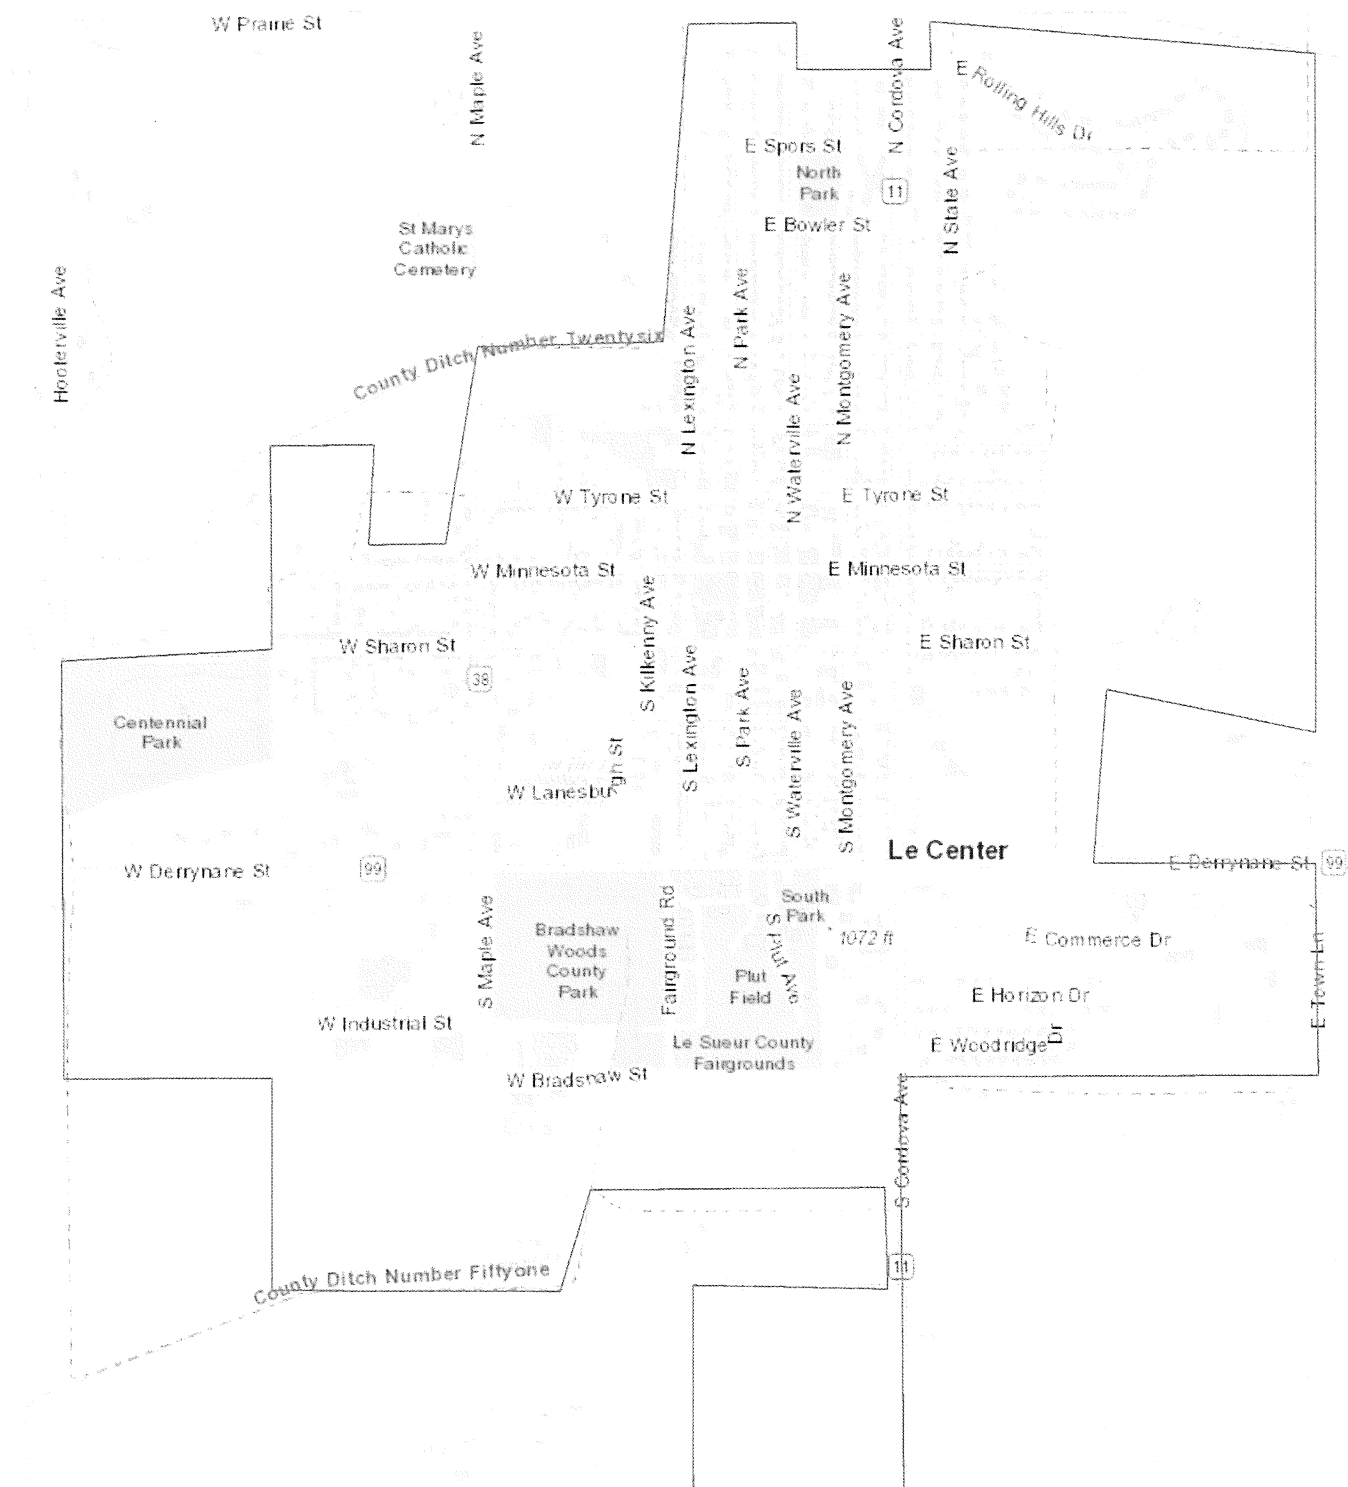 W Prairie St
N Maple Ave
N Cordova Ave
E Rolling Hills Dr
E Spors St
North
Park
11
N State Ave
E Bowler St
St Marys
Catholic
Cemetery
Hooterville Ave
County Ditch Number Twentysix
N Lexington Ave
N Park Ave
N Montgomery Ave
N Waterville Ave
W Tyrone St
E Tyrone St
W Minnesota St
E Minnesota St
S Kilkenny Ave
W Sharon St
E Sharon St
38
Centennial
Park
S Lexington Ave
S Park Ave
S Waterville Ave
S Montgomery Ave
W Lanesburgh St
Le Center
W Derrynane St
99
E Derrynane St
99
S Maple Ave
Bradshaw
Woods
County
Park
Fairground Rd
South
Park
S Plut Ave
1072 ft
E Commerce Dr
Plut
Field
E Town Ln
E Horizon Dr
W Industrial St
Le Sueur County
Fairgrounds
E Woodridge Dr
W Bradshaw St
S Cordova Ave
11
County Ditch Number Fiftyone